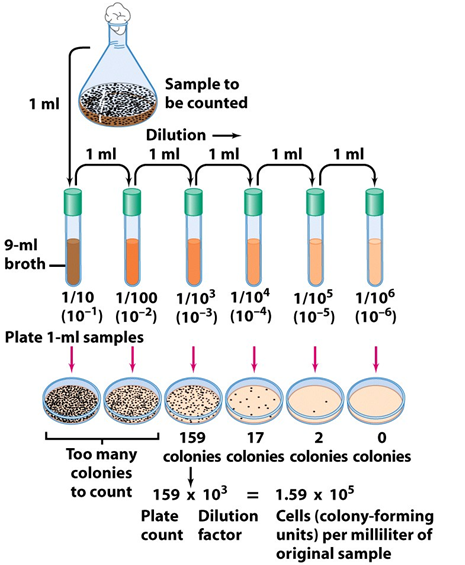 Sample to
be counted
1 ml
Dilution →
1 ml 1 ml 1 ml 1 ml 1 ml
9-ml
broth
1/10 1/100 1/10³ 1/10⁴ 1/10⁵ 1/10⁶
(10⁻¹) (10⁻²) (10⁻³) (10⁻⁴) (10⁻⁵) (10⁻⁶)
Plate 1-ml samples
159 17 2 0
colonies colonies colonies colonies
Too many
colonies
to count
159 x 10³ = 1.59 x 10⁵
Plate Dilution Cells (colony-forming
count factor units) per milliliter of
original sample